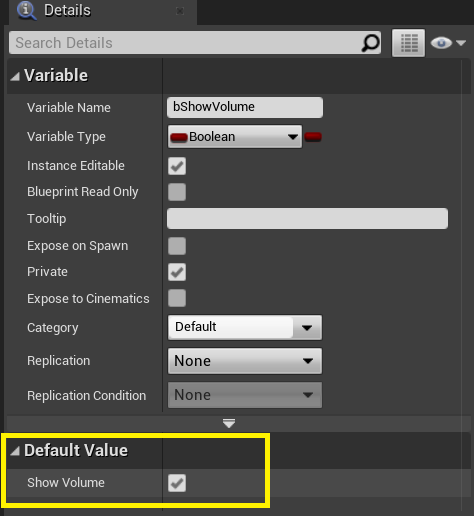 Details
Search Details
Variable
Variable Name bShowVolume
Variable Type Boolean
Instance Editable
Blueprint Read Only
Tooltip
Expose on Spawn
Private
Expose to Cinematics
Category Default
Replication None
Replication Condition None
Default Value
Show Volume